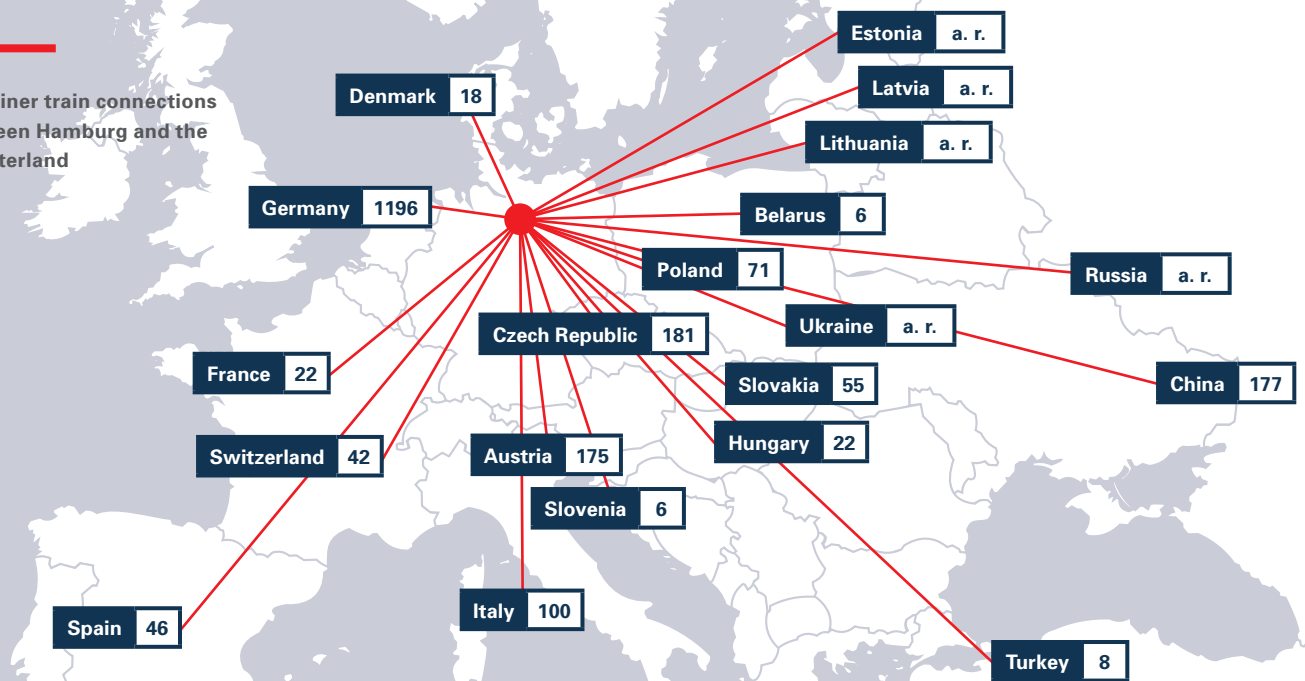 iner train connections
een Hamburg and the
terland
Estonia a. r.
Denmark 18
Latvia a. r.
Lithuania a. r.
Germany 1196
Belarus 6
Poland 71
Russia a. r.
Ukraine a. r.
Czech Republic 181
France 22
Slovakia 55
China 177
Switzerland 42
Austria 175
Hungary 22
Slovenia 6
Italy 100
Spain 46
Turkey 8